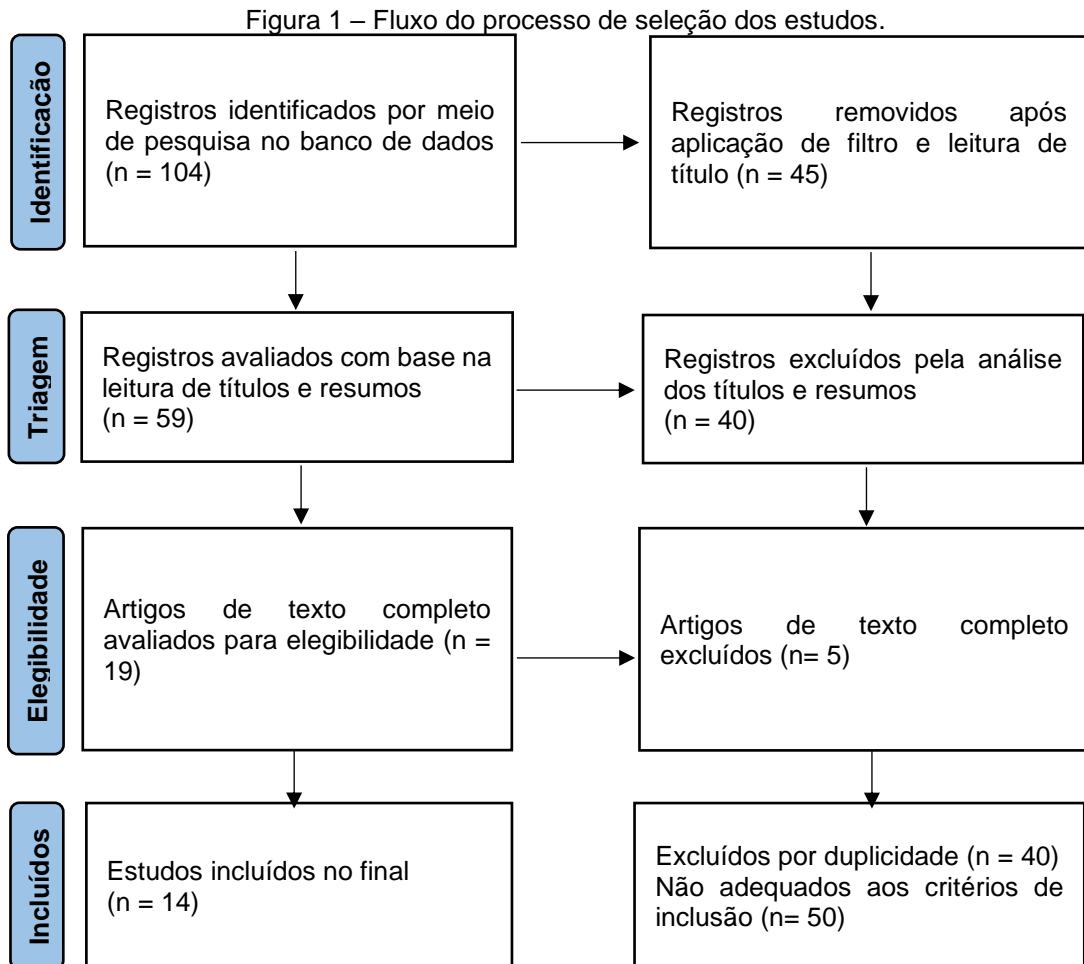 Figura 1 – Fluxo do processo de seleção dos estudos.
Identificação
Registros identificados por meio
de pesquisa no banco de dados
(n = 104)
Registros removidos após
aplicação de filtro e leitura de
título (n = 45)
Triagem
Registros avaliados com base na
leitura de títulos e resumos
(n = 59)
Registros excluídos pela análise
dos títulos e resumos
(n = 40)
Elegibilidade
Artigos de texto completo
avaliados para elegibilidade (n =
19)
Artigos de texto completo
excluídos (n= 5)
Incluídos
Estudos incluídos no final
(n = 14)
Excluídos por duplicidade (n = 40)
Não adequados aos critérios de
inclusão (n= 50)